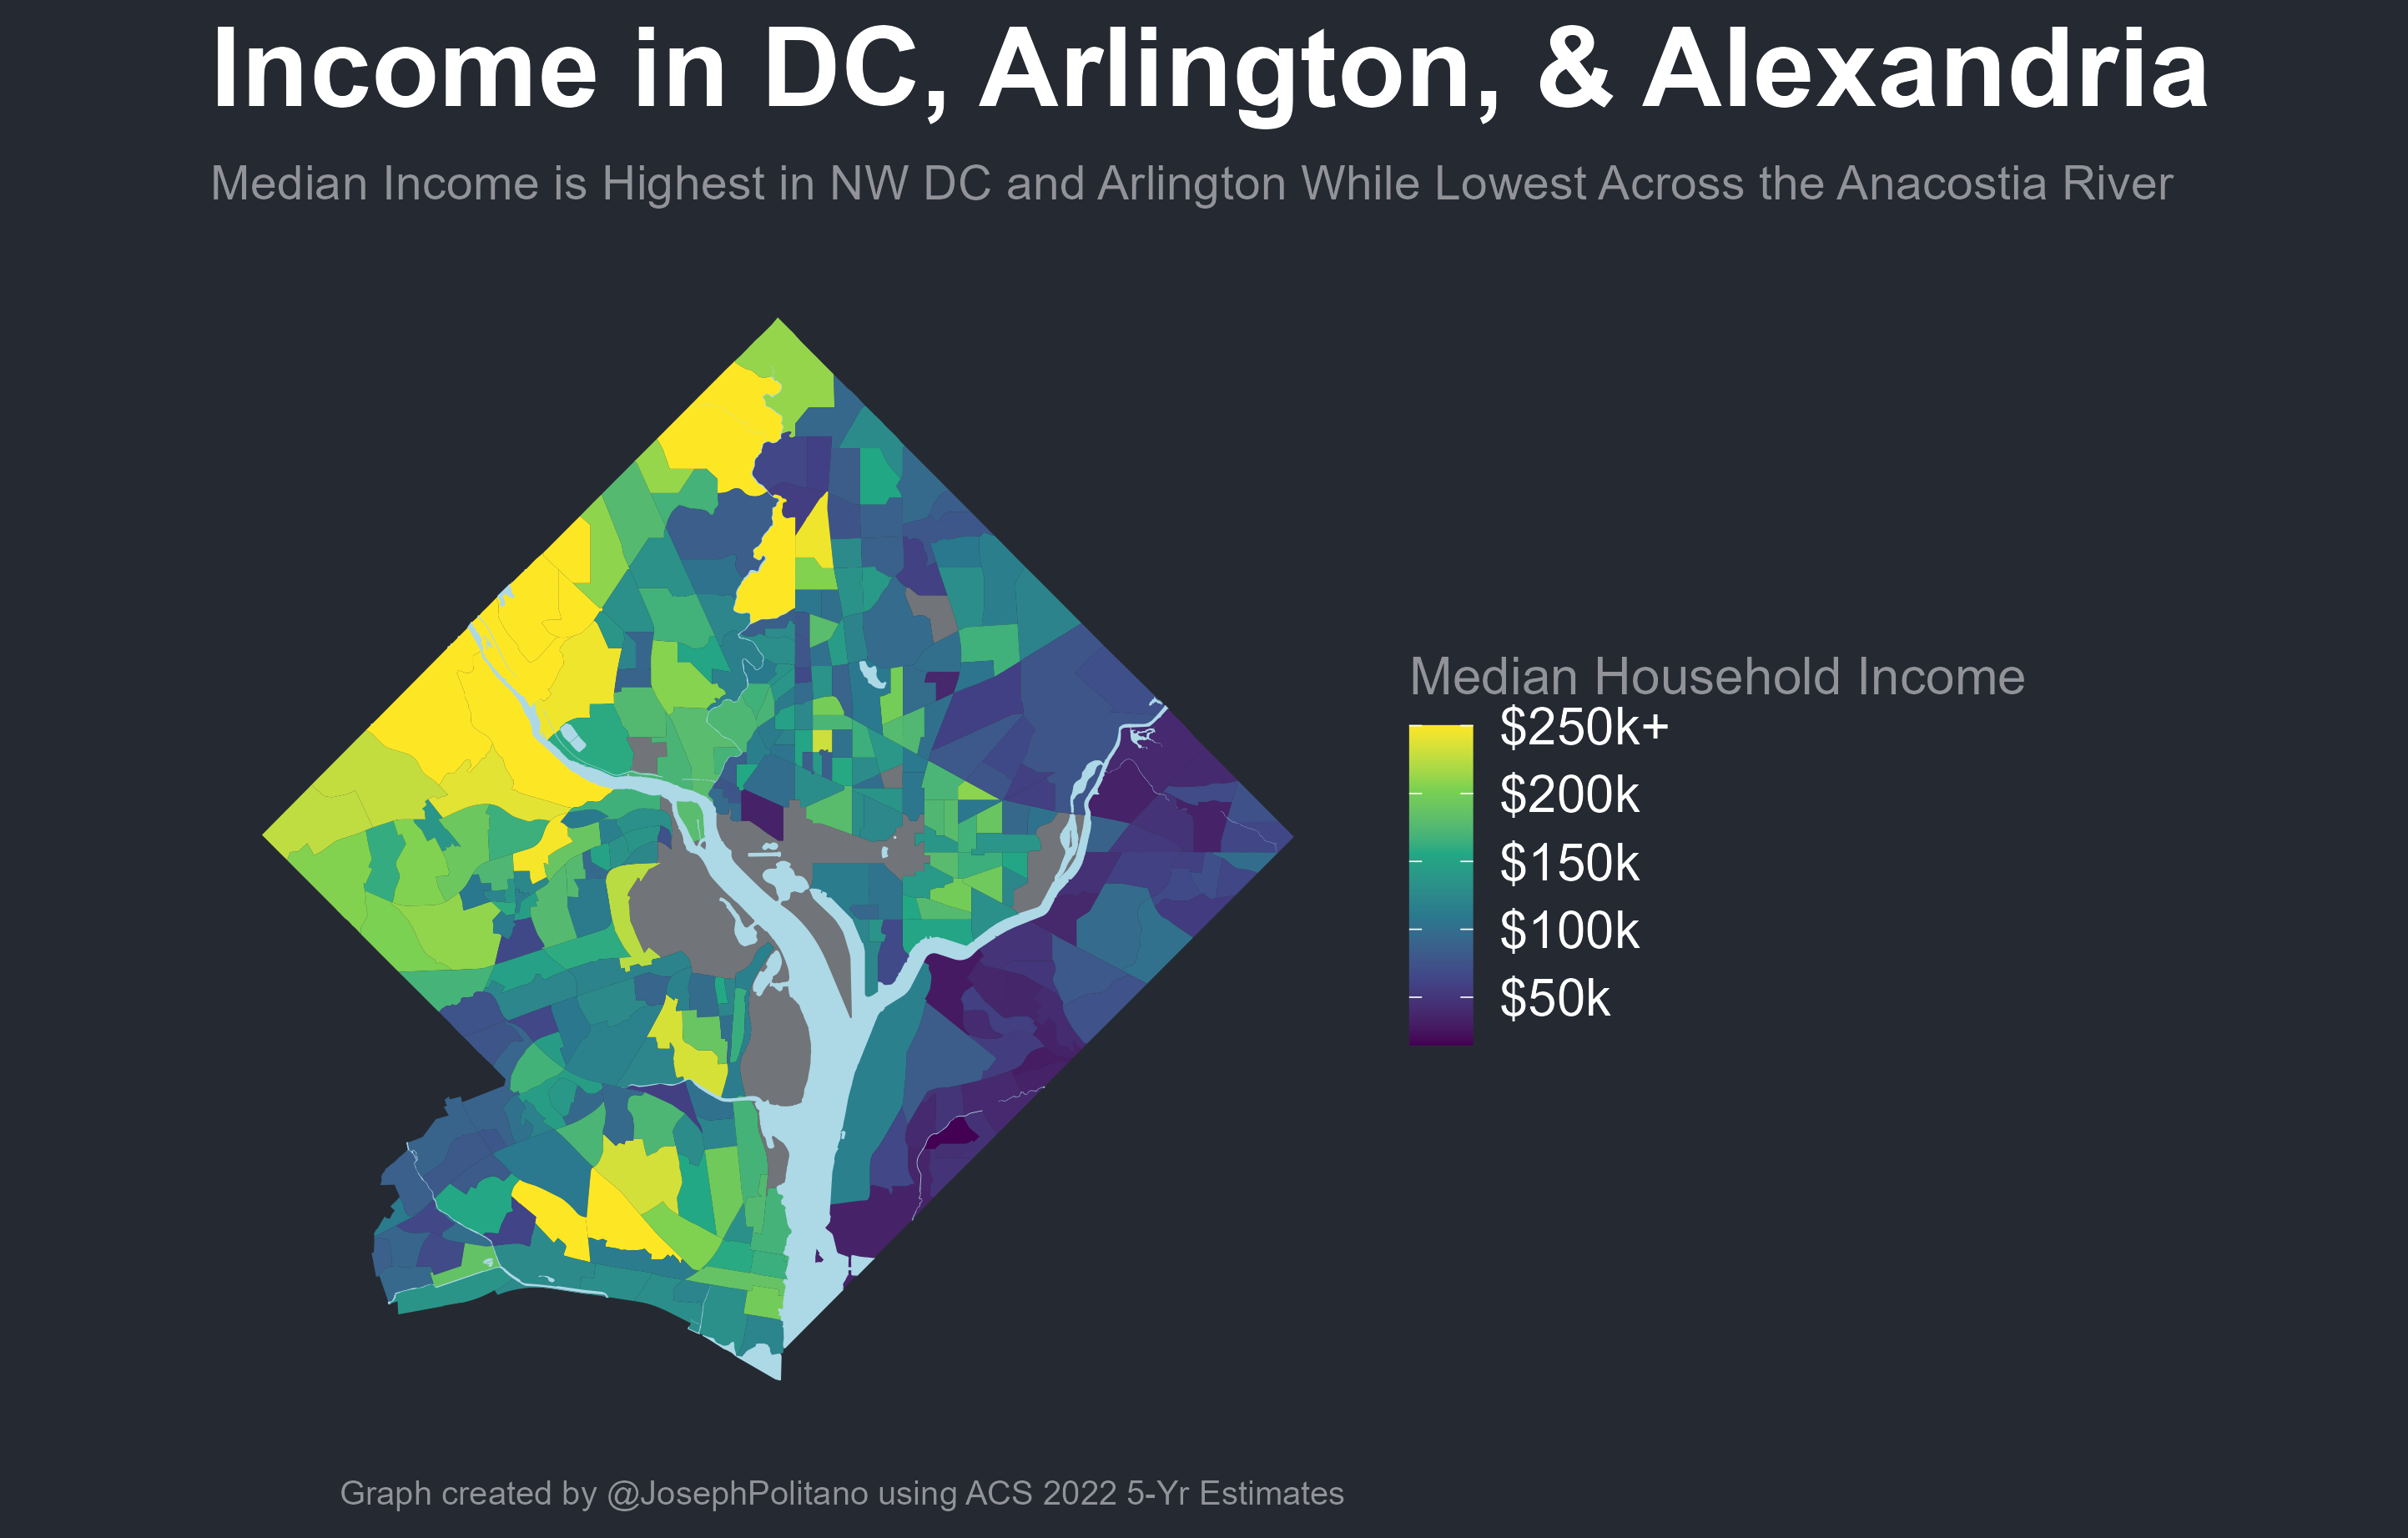 Income in DC, Arlington, & Alexandria
Median Income is Highest in NW DC and Arlington While Lowest Across the Anacostia River
Median Household Income
$250k+
$200k
$150k
$100k
$50k
Graph created by @JosephPolitano using ACS 2022 5-Yr Estimates